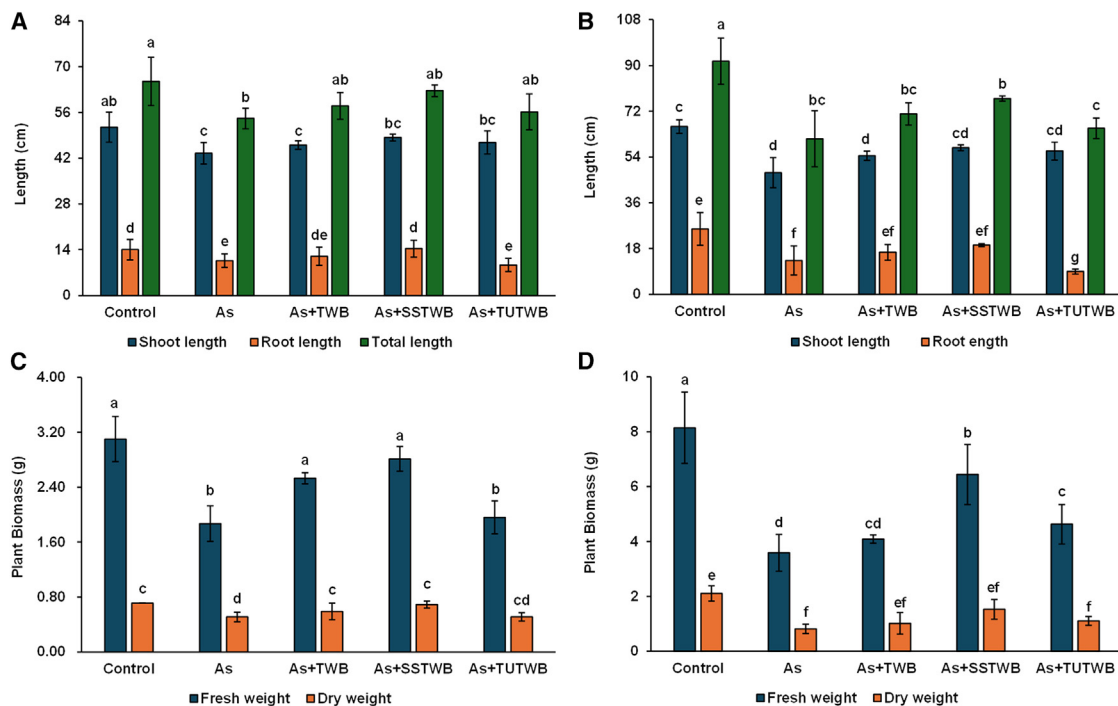 A
Length (cm)
84
70
56
42
28
14
0
ab d a
c e b
c de ab
bc d ab
bc e ab
Control As As+TWB As+SSTWB As+TUTWB
Shoot length Root length Total length
B
Length (cm)
108
90
72
54
36
18
0
c e a
d f bc
d ef bc
cd ef b
cd g c
Control As As+TWB As+SSTWB As+TUTWB
Shoot length Root ength
C
Plant Biomass (g)
4.00
3.20
2.40
1.60
0.80
0.00
a c
b d
a c
a c
b cd
Control As As+TWB As+SSTWB As+TUTWB
Fresh weight Dry weight
D
Plant Biomass (g)
10
8
6
4
2
0
a e
d f
cd ef
b ef
c f
Control As As+TWB As+SSTWB As+TUTWB
Fresh weight Dry weight